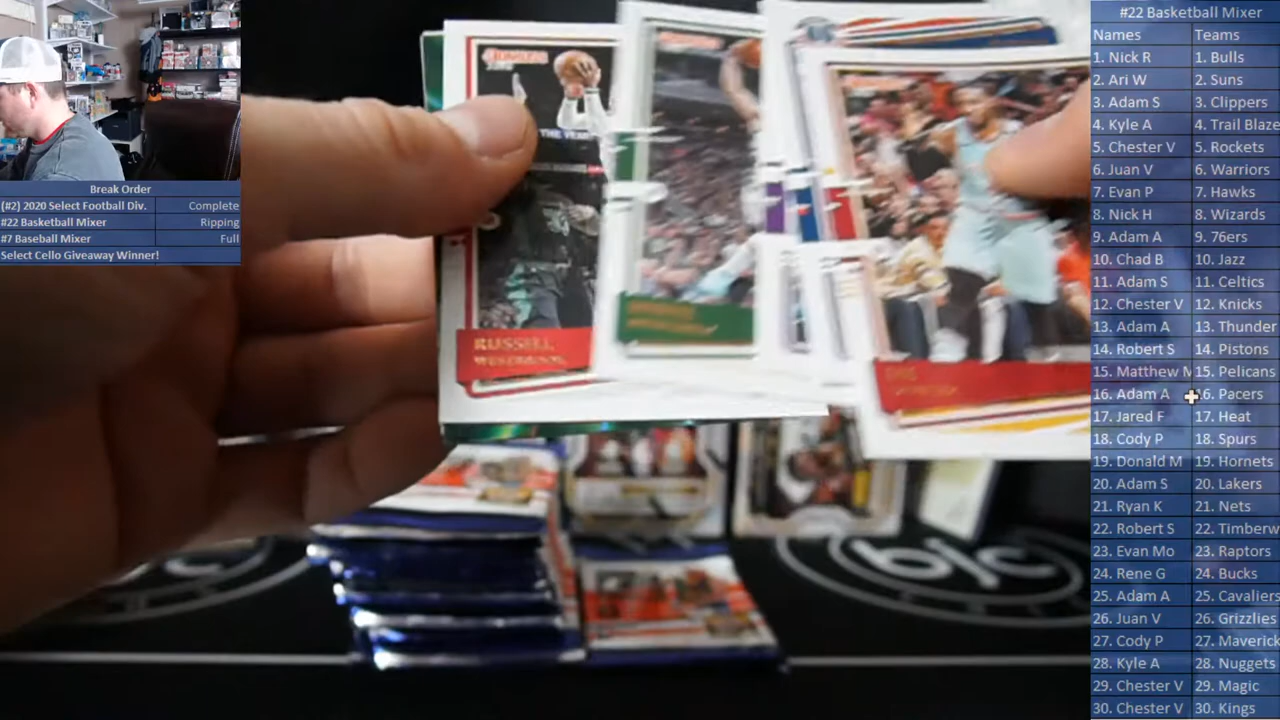 #22 Basketball Mixer
Names Teams
1. Nick R 1. Bulls
2. Ari W 2. Suns
3. Adam S 3. Clippers
4. Kyle A 4. Trail Blaze
5. Chester V 5. Rockets
6. Juan V 6. Warriors
7. Evan P 7. Hawks
8. Nick H 8. Wizards
9. Adam A 9. 76ers
10. Chad B 10. Jazz
11. Adam S 11. Celtics
12. Chester V 12. Knicks
13. Adam A 13. Thunder
14. Robert S 14. Pistons
15. Matthew M 15. Pelicans
16. Adam A 16. Pacers
17. Jared F 17. Heat
18. Cody P 18. Spurs
19. Donald M 19. Hornets
20. Adam S 20. Lakers
21. Ryan K 21. Nets
22. Robert S 22. Timberw
23. Evan Mo 23. Raptors
24. Rene G 24. Bucks
25. Adam A 25. Cavaliers
26. Juan V 26. Grizzlies
27. Cody P 27. Maverick
28. Kyle A 28. Nuggets
29. Chester V 29. Magic
30. Chester V 30. Kings
Break Order
(#2) 2020 Select Football Div. Complete
#22 Basketball Mixer Ripping
#7 Baseball Mixer Full
Select Cello Giveaway Winner!
DONRUSS
THE YEAR
RUSSELL
WESTBROOK